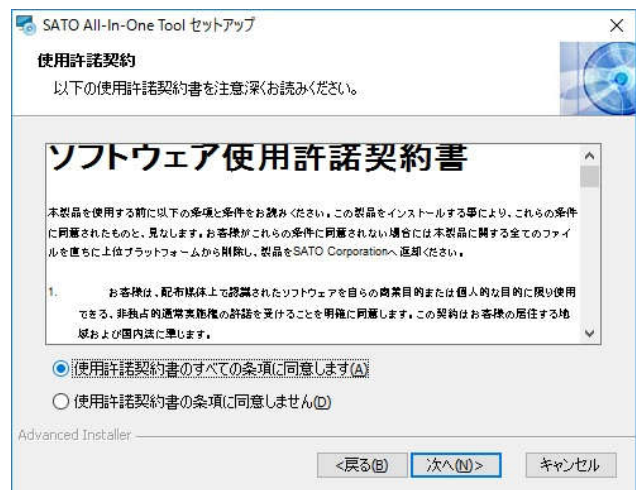 SATO All-In-One Tool セットアップ
使用許諾契約
以下の使用許諾契約書を注意深くお読みください。
ソフトウェア使用許諾契約書
本製品を使用する前に以下の条項と条件をお読みください。この製品をインストールする事により、これらの条件
に同意されたものと、見なします。お客様がこれらの条件に同意されない場合には本製品に関する全てのファイ
ルを直ちに上位プラットフォームから削除し、製品をSATO Corporationへ返却ください。
1. お客様は、配布媒体上で認識されたソフトウェアを自らの商業目的または個人的な目的に限り使用
できる、非独占的通常実施権の許諾を受けることを明確に同意します。この契約はお客様の居住する地
域および国内法に準じます。
使用許諾契約書のすべての条項に同意します(A)
使用許諾契約書の条項に同意しません(D)
Advanced Installer
<戻る(B) 次へ(N)> キャンセル